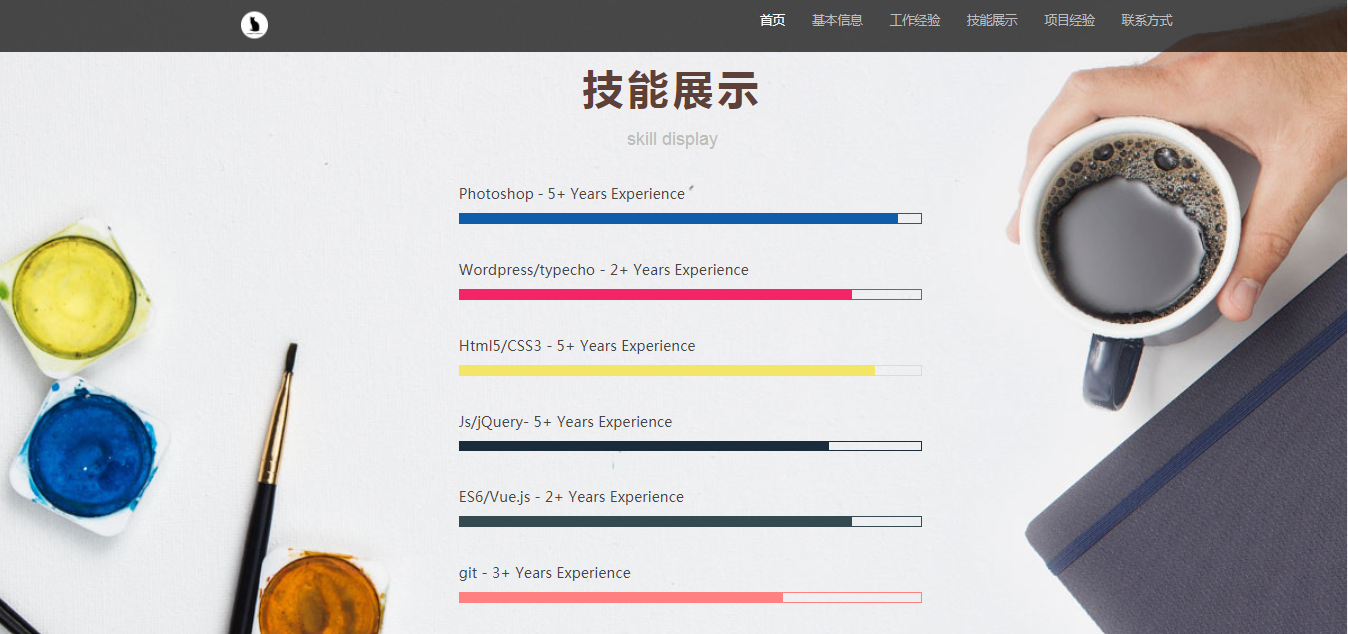 首页 基本信息 工作经验 技能展示 项目经验 联系方式
技能展示
skill display
Photoshop - 5+ Years Experience
Wordpress/typecho - 2+ Years Experience
Html5/CSS3 - 5+ Years Experience
Js/jQuery- 5+ Years Experience
ES6/Vue.js - 2+ Years Experience
git - 3+ Years Experience